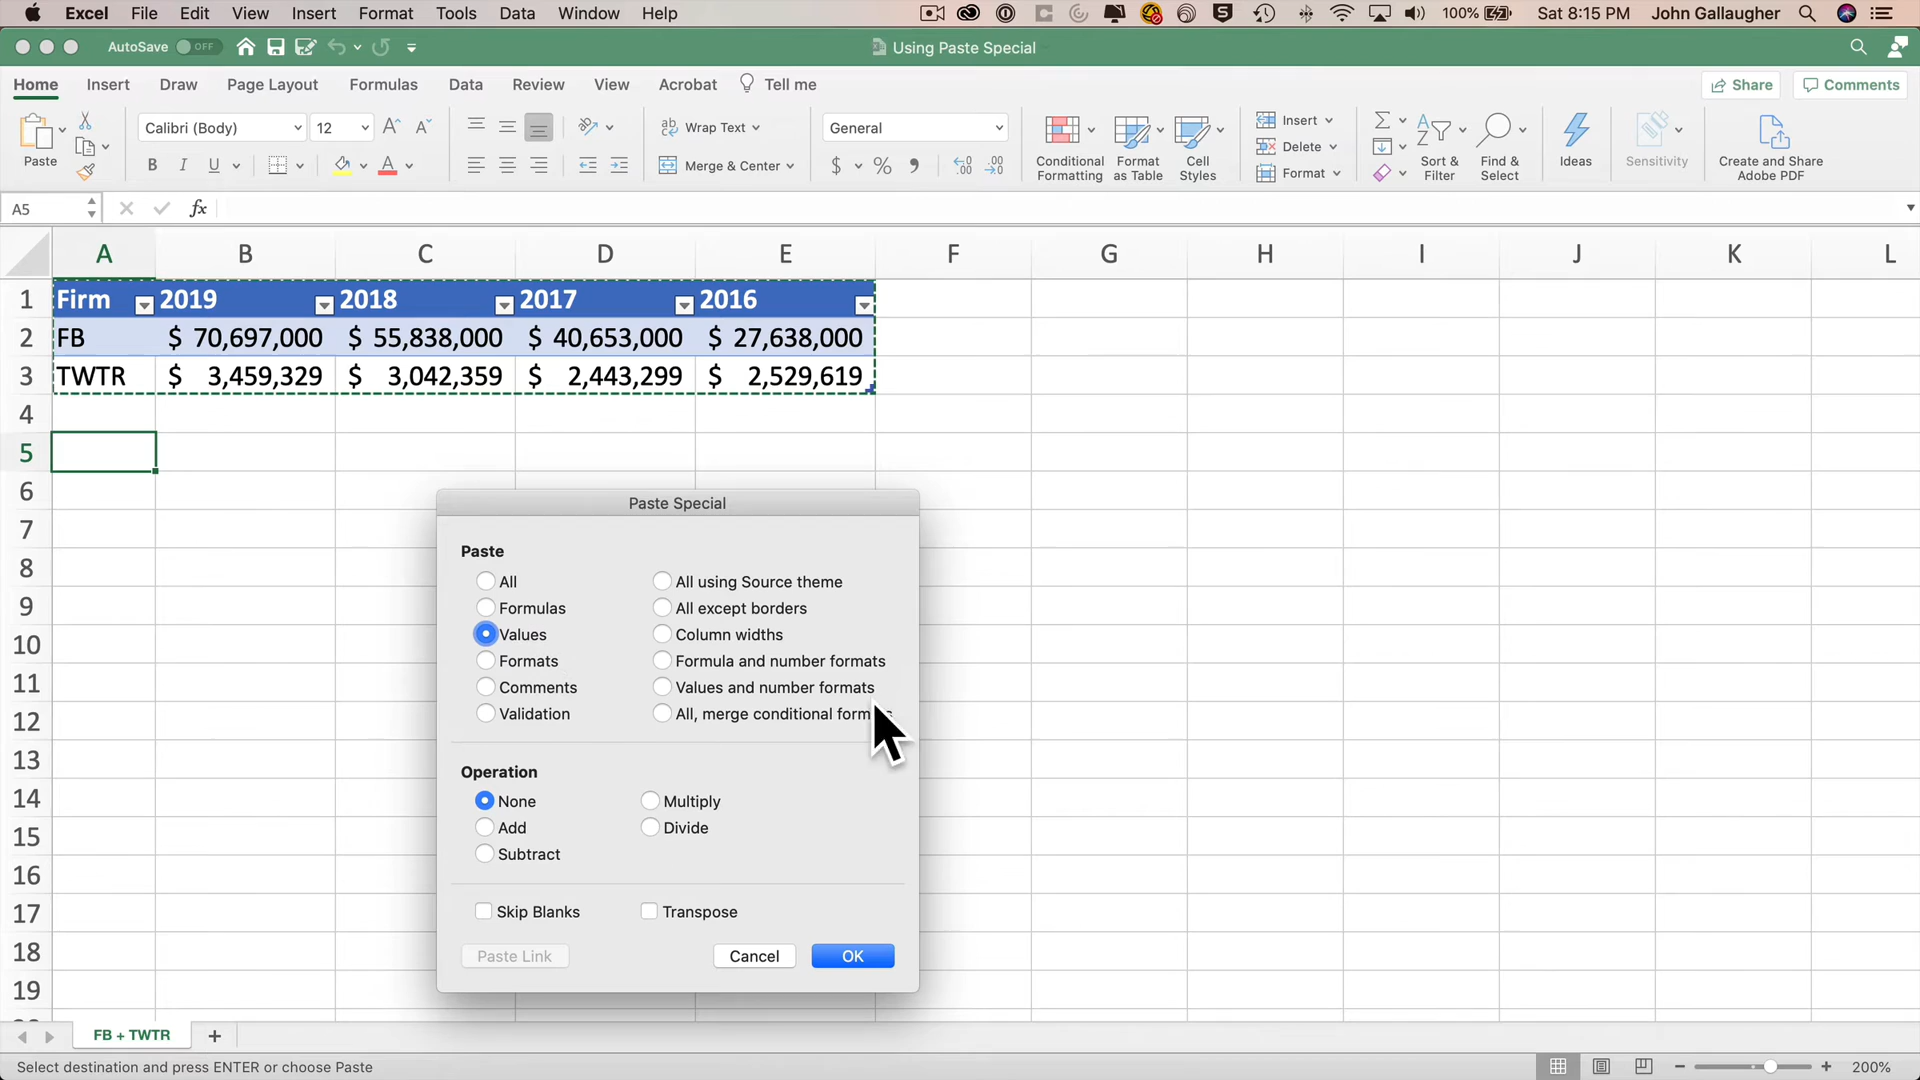 Excel File Edit View Insert Format Tools Data Window Help 100% Sat 8:15 PM John Gallaugher
AutoSave OFF Using Paste Special
Home Insert Draw Page Layout Formulas Data Review View Acrobat Tell me Share Comments
Calibri (Body) 12 Wrap Text General Insert
Paste Delete
B I U Merge & Center $ % Conditional Formatting Format as Table Cell Styles Format Sort & Filter Find & Select Ideas Sensitivity Create and Share Adobe PDF
A5 fx
A B C D E F G H I J K L
1 Firm 2019 2018 2017 2016
2 FB $ 70,697,000 $ 55,838,000 $ 40,653,000 $ 27,638,000
3 TWTR $ 3,459,329 $ 3,042,359 $ 2,443,299 $ 2,529,619
4
5
6
7
8
9
10
11
12
13
14
15
16
17
18
19
Paste Special
Paste
All All using Source theme
Formulas All except borders
Values Column widths
Formats Formula and number formats
Comments Values and number formats
Validation All, merge conditional
Operation
None Multiply
Add Divide
Subtract
Skip Blanks Transpose
Paste Link Cancel OK
FB + TWTR +
Select destination and press ENTER or choose Paste 200%